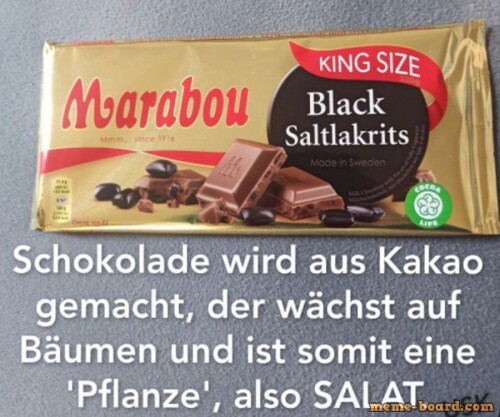 KING SIZE
Marabou
Mmm... since 1916
Black
Saltlakrits
Made in Sweden
COCOA
LIFE
Schokolade wird aus Kakao
gemacht, der wächst auf
Bäumen und ist somit eine
'Pflanze', also SALAT
meme-board.com